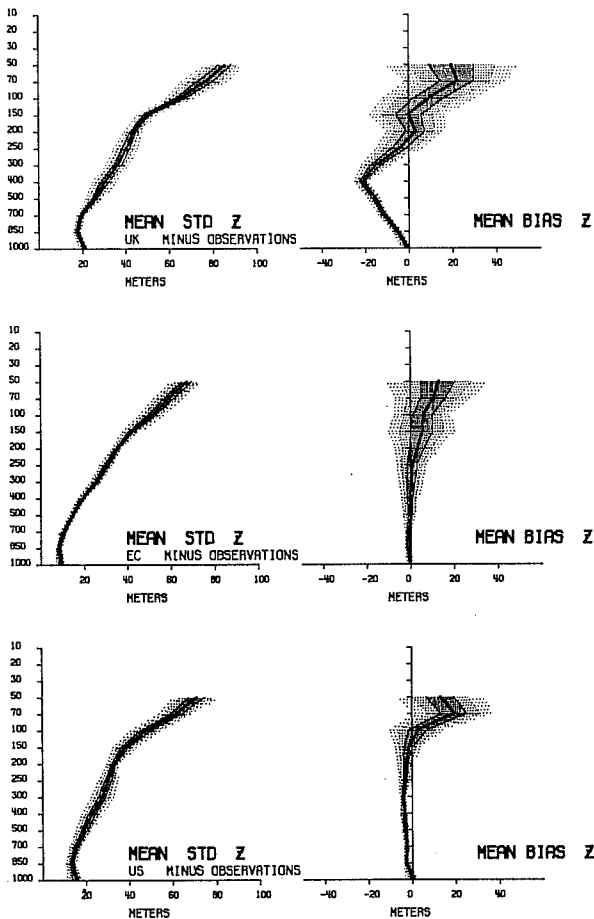 10
20
30
50
70
100
150
200
250
300
400
500
700
850
1000
MEAN STD Z
UK MINUS OBSERVATIONS
20 40 60 80 100
METERS
MEAN BIAS Z
-40 -20 0 20 40
METERS
10
20
30
50
70
100
150
200
250
300
400
500
700
850
1000
MEAN STD Z
EC MINUS OBSERVATIONS
20 40 60 80 100
METERS
MEAN BIAS Z
-40 -20 0 20 40
METERS
10
20
30
50
70
100
150
200
250
300
400
500
700
850
1000
MEAN STD Z
US MINUS OBSERVATIONS
20 40 60 80 100
METERS
MEAN BIAS Z
-40 -20 0 20 40
METERS